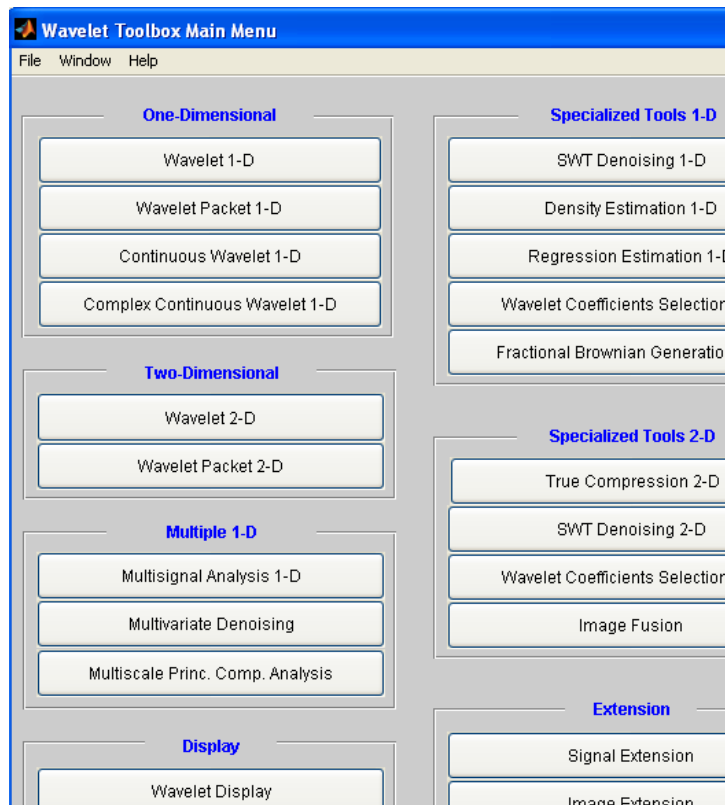 Wavelet Toolbox Main Menu
File Window Help
One-Dimensional
Wavelet 1-D
Wavelet Packet 1-D
Continuous Wavelet 1-D
Complex Continuous Wavelet 1-D
Two-Dimensional
Wavelet 2-D
Wavelet Packet 2-D
Multiple 1-D
Multisignal Analysis 1-D
Multivariate Denoising
Multiscale Princ. Comp. Analysis
Display
Wavelet Display
Specialized Tools 1-D
SWT Denoising 1-D
Density Estimation 1-D
Regression Estimation 1-
Wavelet Coefficients Selection
Fractional Brownian Generatio
Specialized Tools 2-D
True Compression 2-D
SWT Denoising 2-D
Wavelet Coefficients Selection
Image Fusion
Extension
Signal Extension
Image Extension